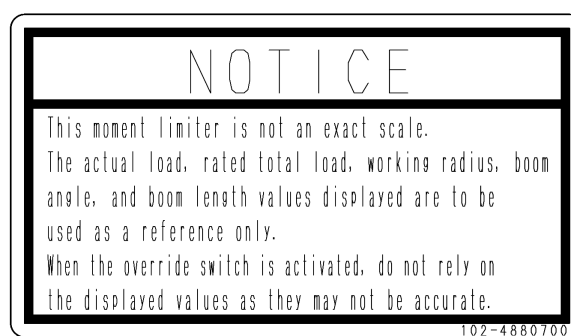 NOTICE
This moment limiter is not an exact scale.
The actual load, rated total load, working radius, boom
angle, and boom length values displayed are to be
used as a reference only.
When the override switch is activated, do not rely on
the displayed values as they may not be accurate.
102-4880700